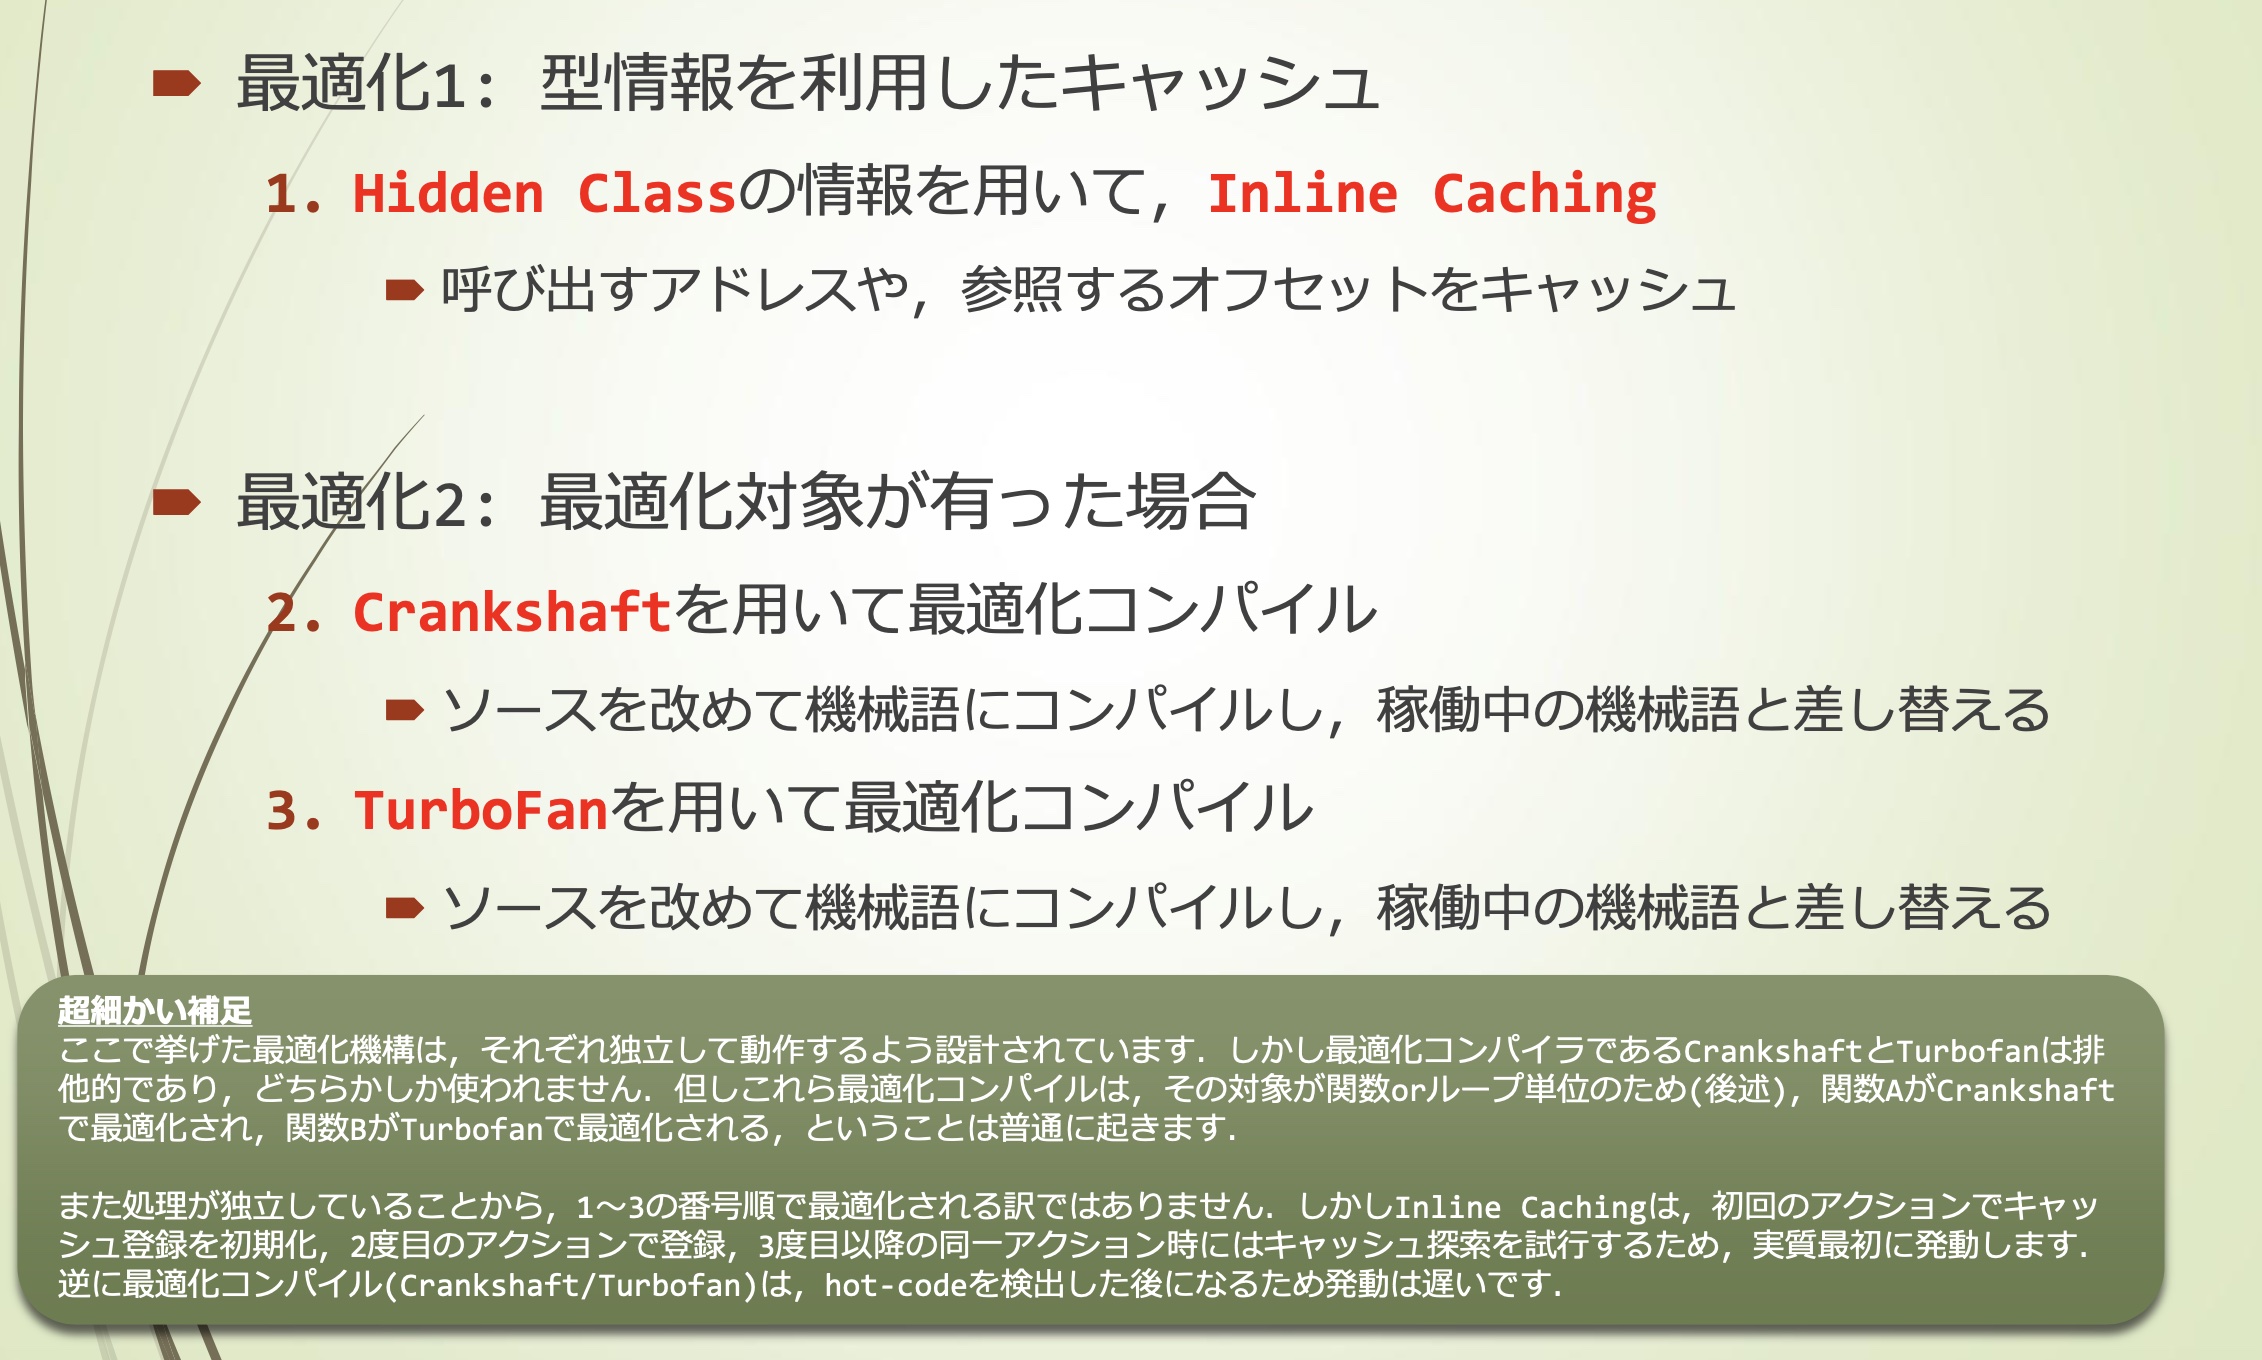 最適化1: 型情報を利用したキャッシュ
1. Hidden Classの情報を用いて, Inline Caching
呼び出すアドレスや, 参照するオフセットをキャッシュ
最適化2: 最適化対象が有った場合
2. Crankshaftを用いて最適化コンパイル
ソースを改めて機械語にコンパイルし, 稼働中の機械語と差し替える
3. TurboFanを用いて最適化コンパイル
ソースを改めて機械語にコンパイルし, 稼働中の機械語と差し替える
超細かい補足
ここで挙げた最適化機構は, それぞれ独立して動作するよう設計されています. しかし最適化コンパイラであるCrankshaftとTurbofanは排
他的であり, どちらかしか使われません. 但しこれら最適化コンパイルは, その対象が関数orループ単位のため(後述), 関数AがCrankshaft
で最適化され, 関数BがTurbofanで最適化される, ということは普通に起きます.
また処理が独立していることから, 1～3の番号順で最適化される訳ではありません. しかしInline Cachingは, 初回のアクションでキャッ
シュ登録を初期化, 2度目のアクションで登録, 3度目以降の同一アクション時にはキャッシュ探索を試行するため, 実質最初に発動します.
逆に最適化コンパイル(Crankshaft/Turbofan)は, hot-codeを検出した後になるため発動は遅いです.